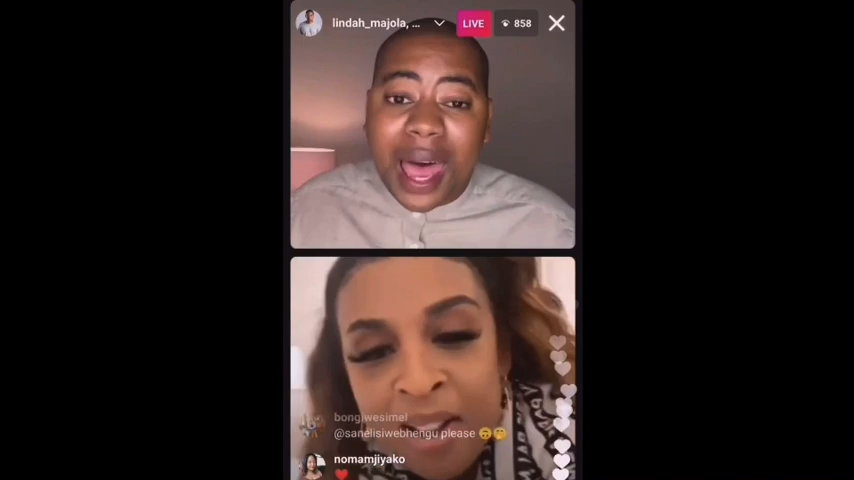 lindah_majola, ...
LIVE
858
bongiwesimel
@sanelisiwebhengu please 🙃🤭
nomamjiyako
❤️